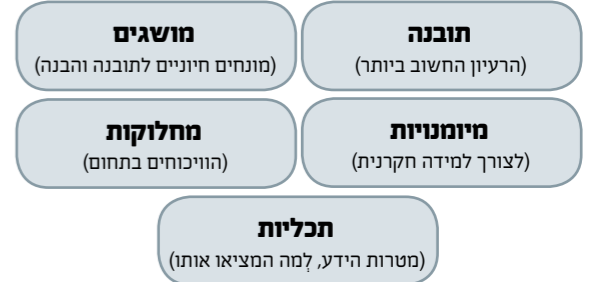 תובנה
(הרעיון החשוב ביותר)
מושגים
(מונחים חיוניים לתובנה והבנה)
מיומנויות
(לצורך למידה חקרנית)
מחלוקות
(הוויכוחים בתחום)
תכליות
(מטרות הידע, לְמה המציאו אותו)